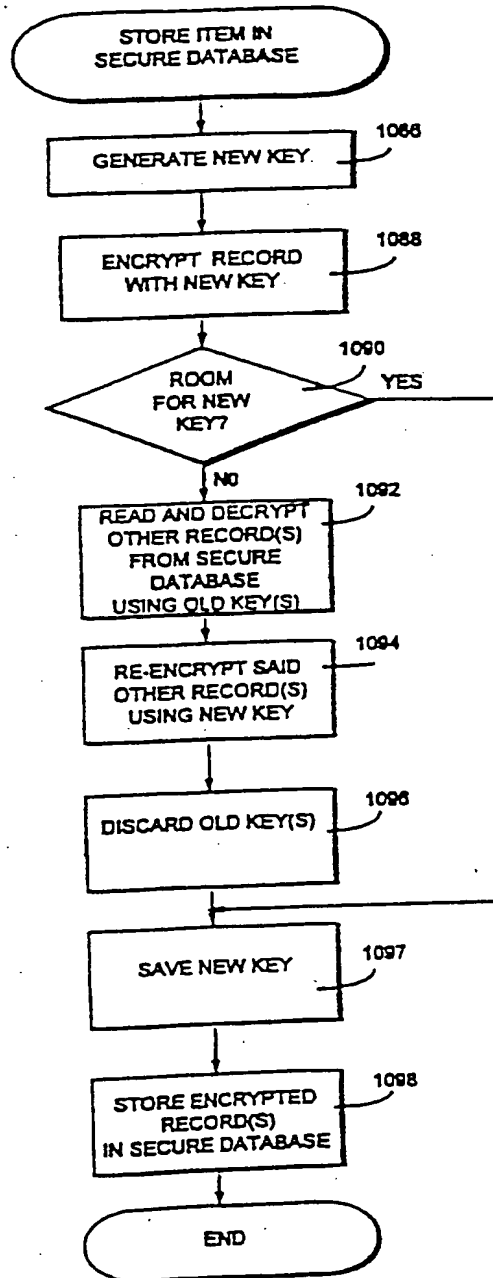 STORE ITEM IN
SECURE DATABASE
1066
GENERATE NEW KEY
1068
ENCRYPT RECORD
WITH NEW KEY
1090
ROOM
FOR NEW
KEY?
YES
NO
1092
READ AND DECRYPT
OTHER RECORD(S)
FROM SECURE
DATABASE
USING OLD KEY(S)
1094
RE-ENCRYPT SAID
OTHER RECORD(S)
USING NEW KEY
1096
DISCARD OLD KEY(S)
SAVE NEW KEY
1097
1098
STORE ENCRYPTED
RECORD(S)
IN SECURE DATABASE
END